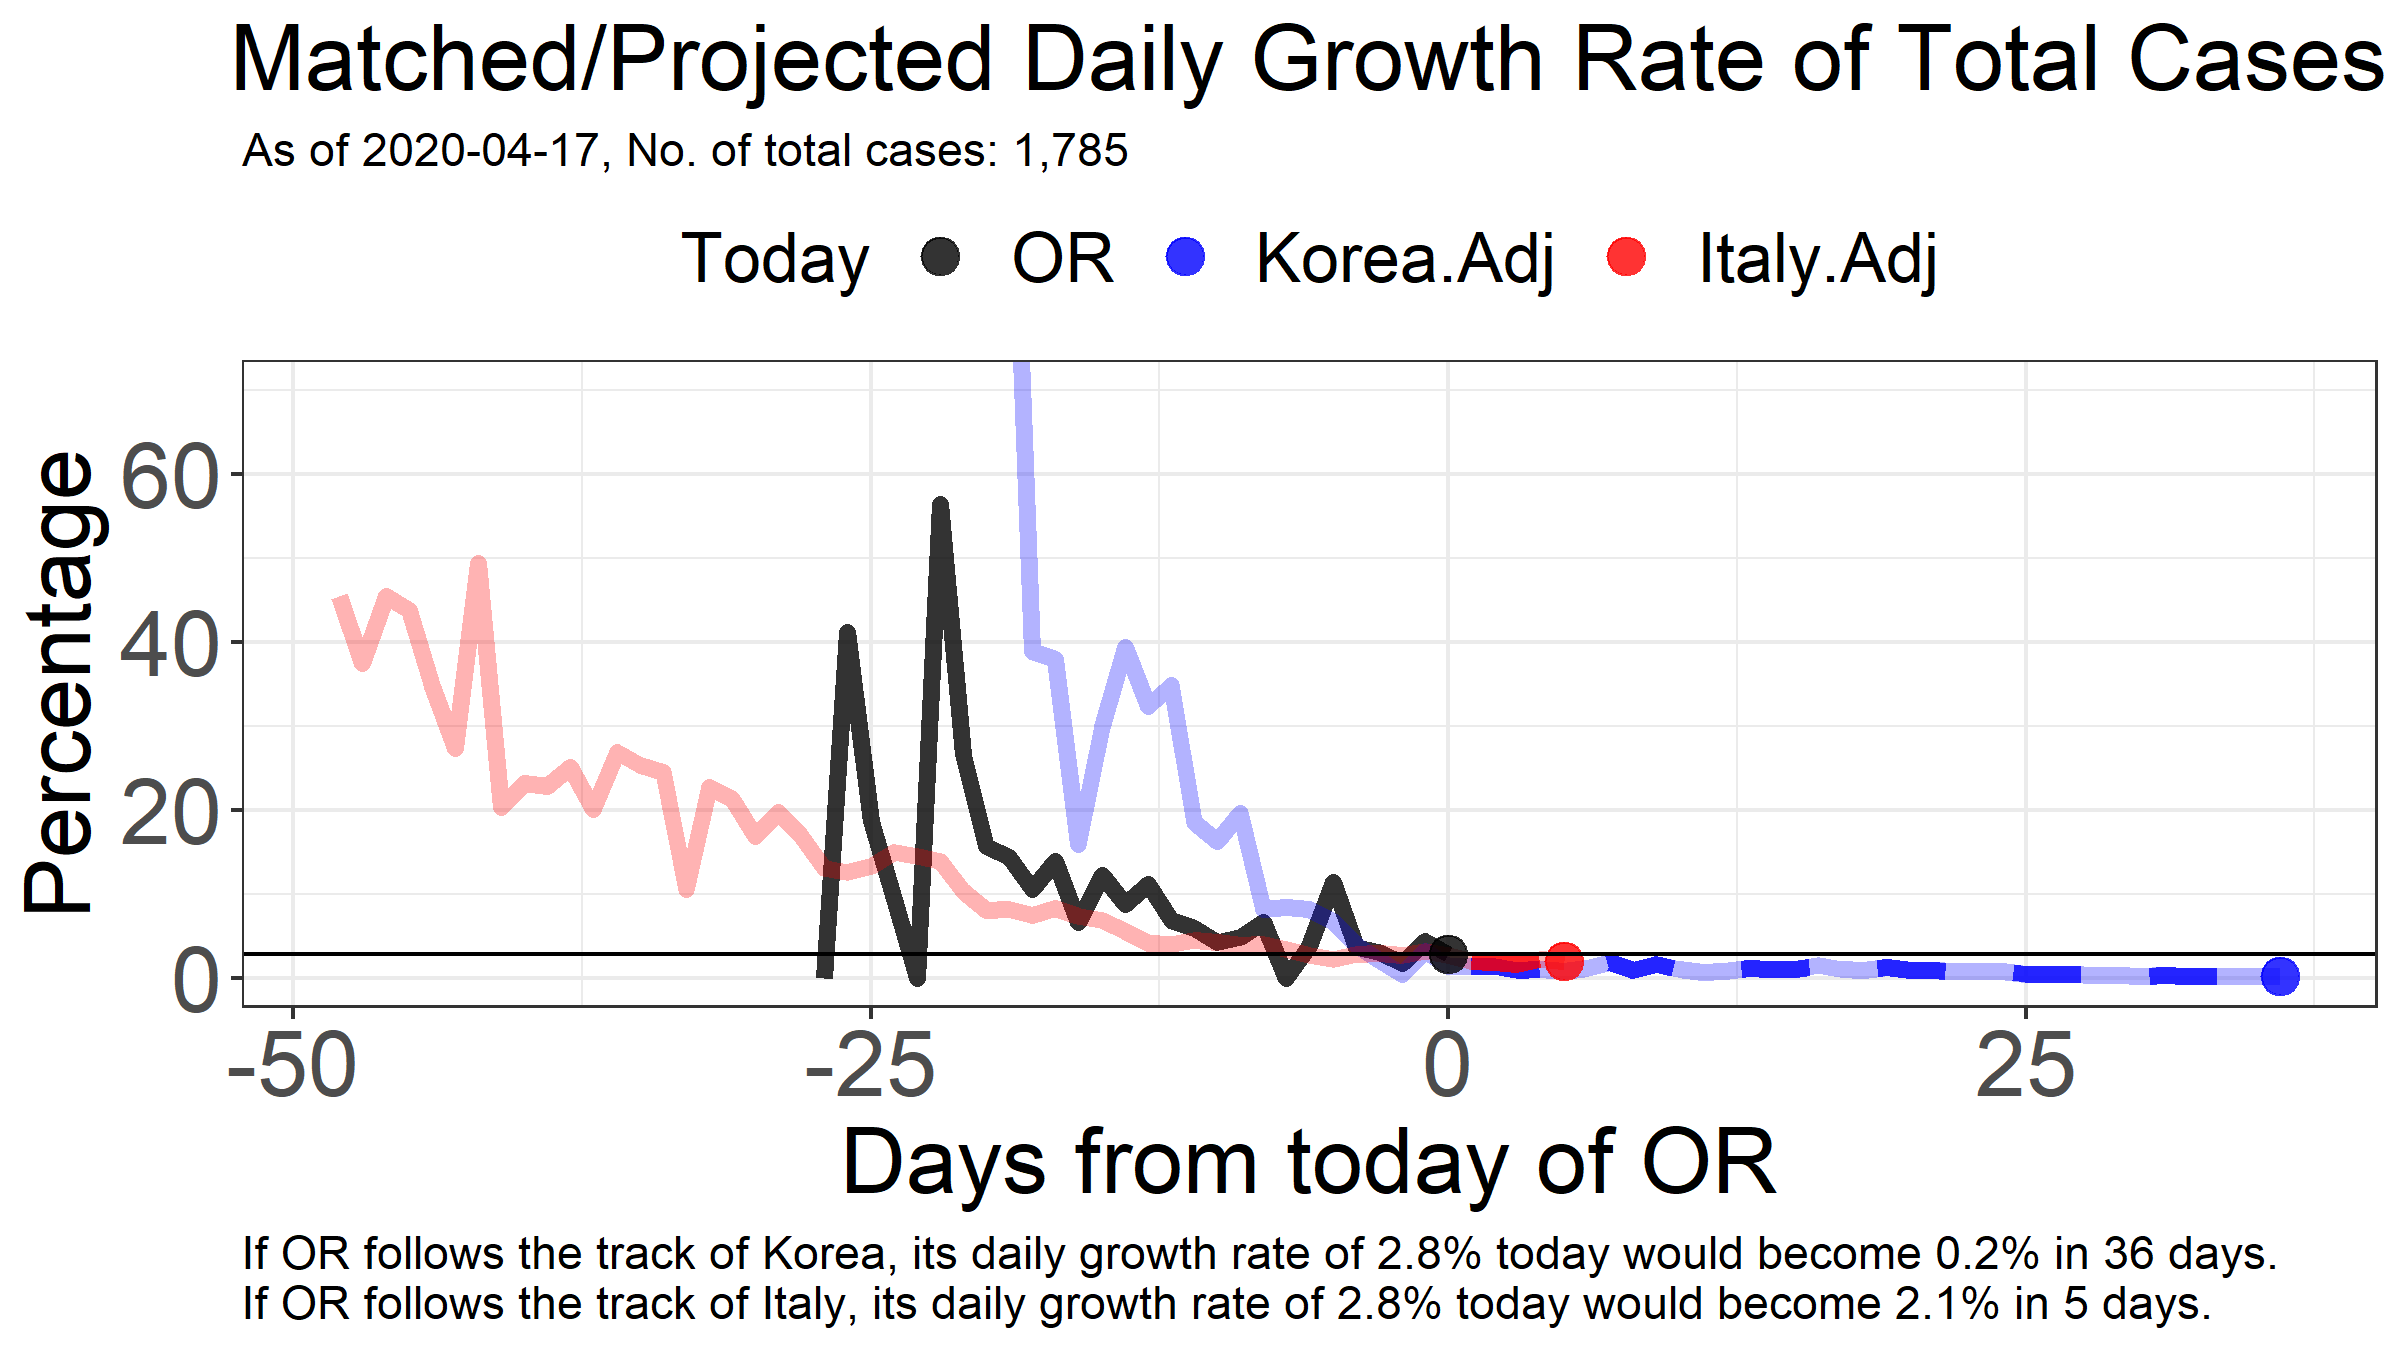 Matched/Projected Daily Growth Rate of Total Cases
As of 2020-04-17, No. of total cases: 1,785
Today OR Korea.Adj Italy.Adj
Percentage
60
40
20
0
-50 -25 0 25
Days from today of OR
If OR follows the track of Korea, its daily growth rate of 2.8% today would become 0.2% in 36 days.
If OR follows the track of Italy, its daily growth rate of 2.8% today would become 2.1% in 5 days.